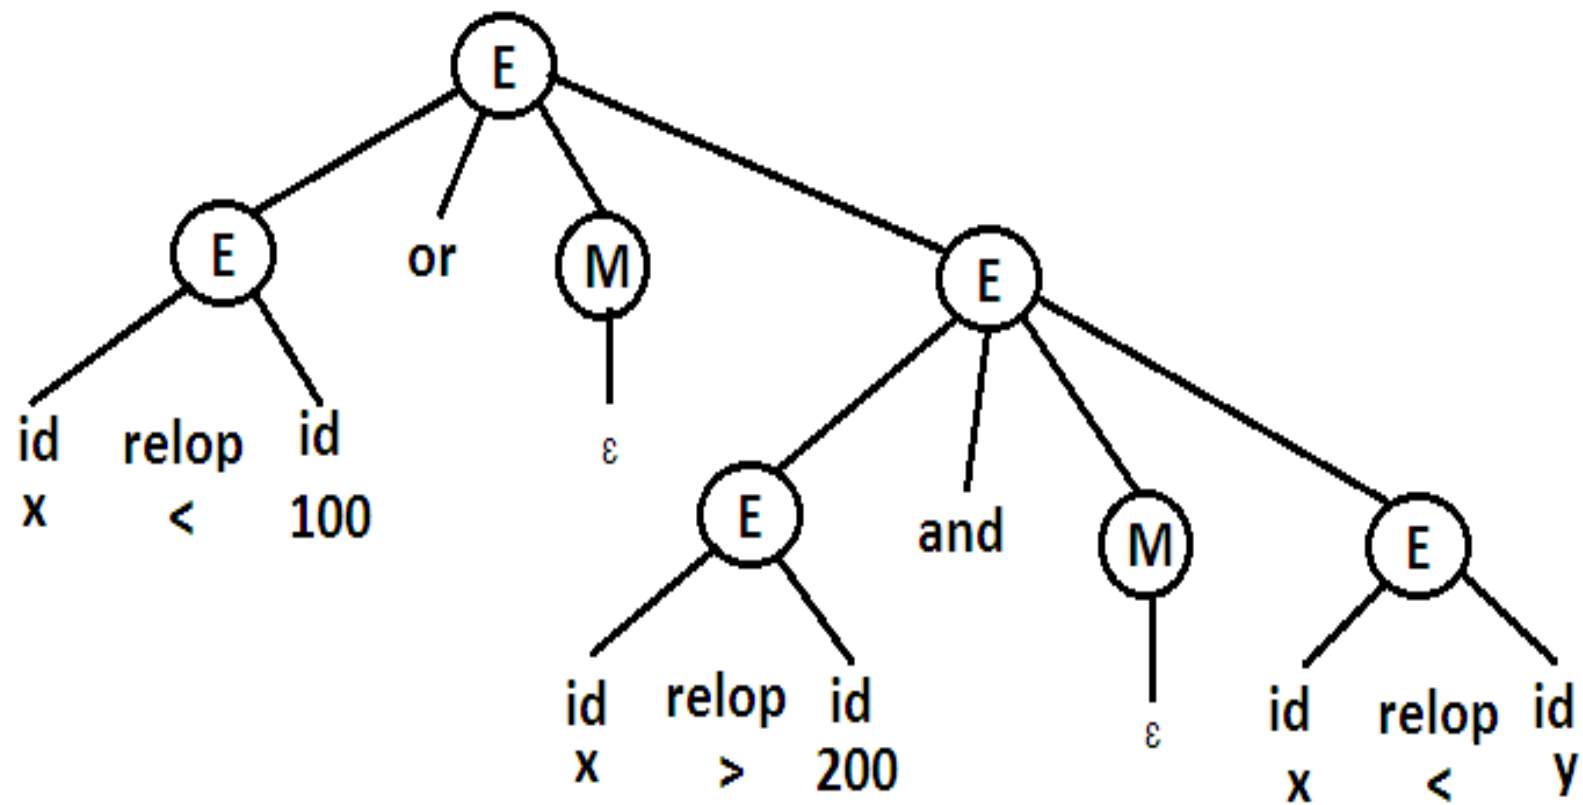 E
E or M E
id relop id ε
x < 100
E and M E
id relop id ε id relop id
x > 200 x < y